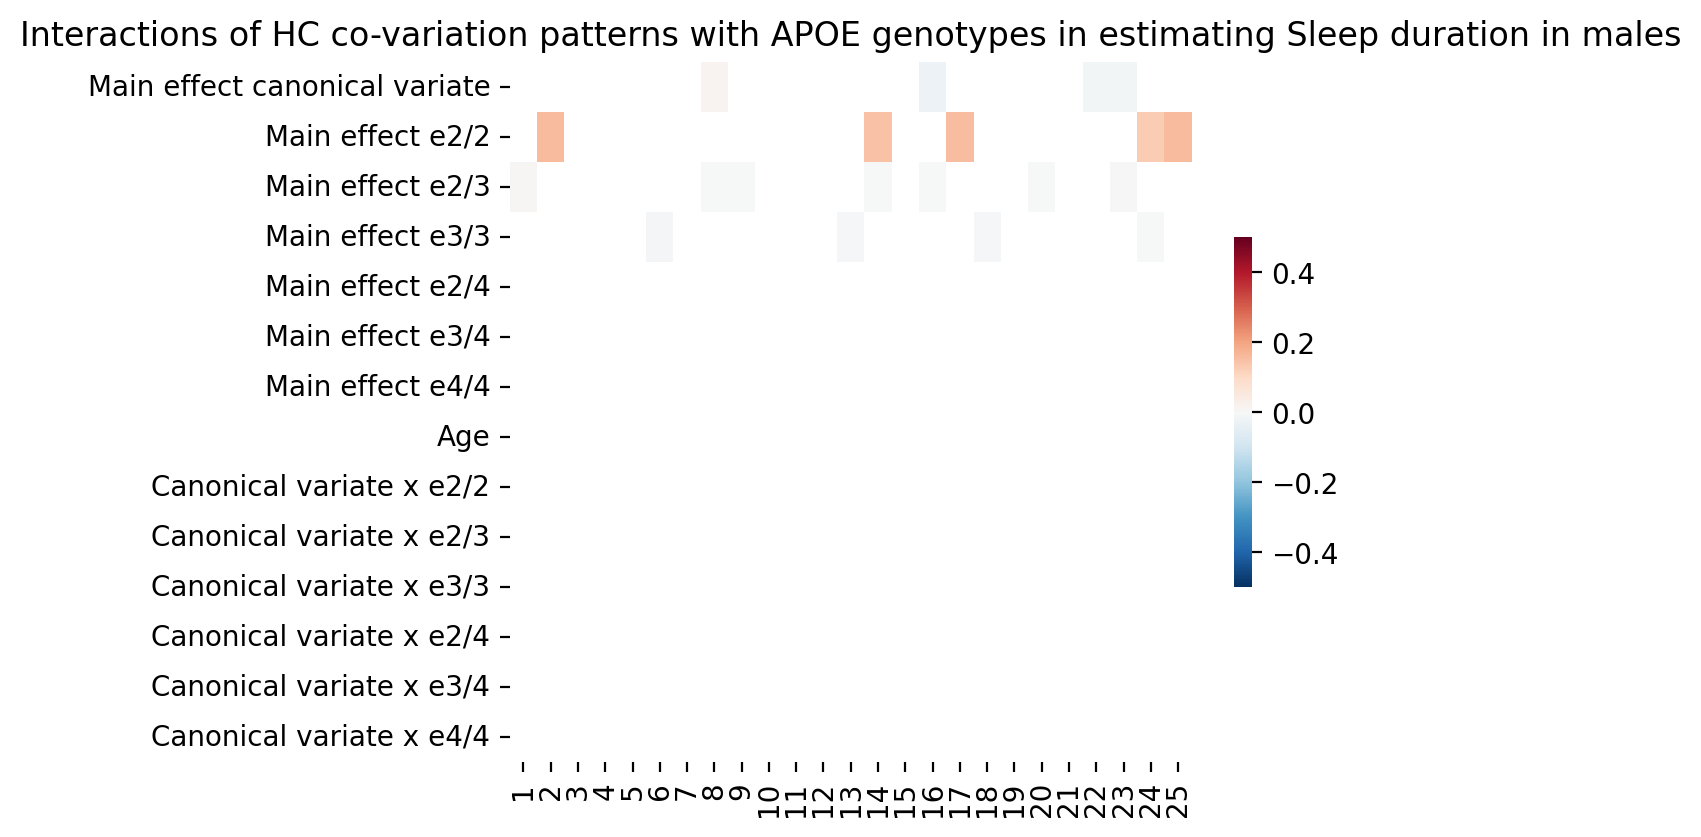 Interactions of HC co-variation patterns with APOE genotypes in estimating Sleep duration in males
Main effect canonical variate
Main effect e2/2
Main effect e2/3
Main effect e3/3
Main effect e2/4
Main effect e3/4
Main effect e4/4
Age
Canonical variate x e2/2
Canonical variate x e2/3
Canonical variate x e3/3
Canonical variate x e2/4
Canonical variate x e3/4
Canonical variate x e4/4
1 2 3 4 5 6 7 8 9 10 11 12 13 14 15 16 17 18 19 20 21 22 23 24 25
0.4
0.2
0.0
−0.2
−0.4